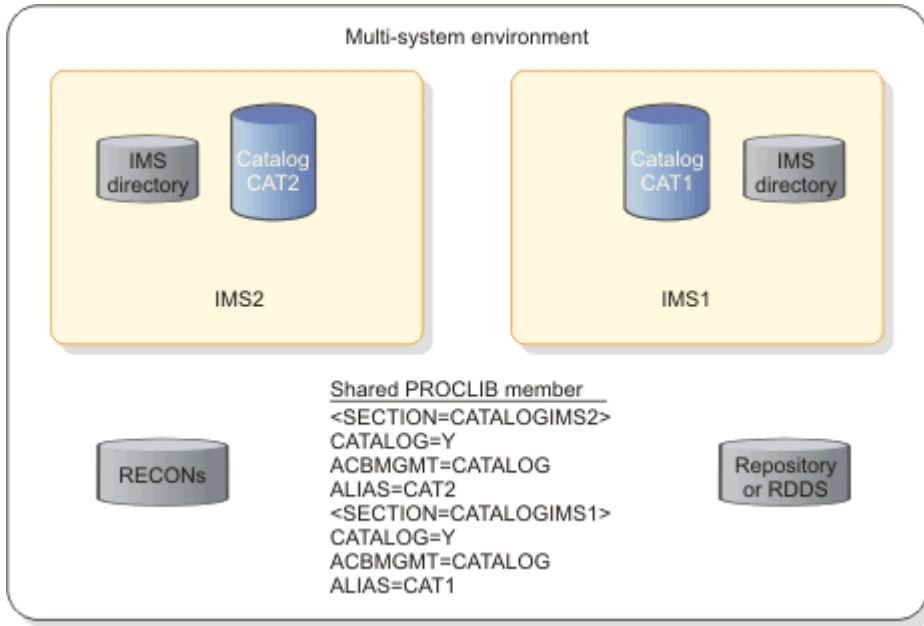 Multi-system environment
IMS
directory
Catalog
CAT2
IMS2
Catalog
CAT1
IMS
directory
IMS1
RECONs
Shared PROCLIB member
<SECTION=CATALOGIMS2>
CATALOG=Y
ACBMGMT=CATALOG
ALIAS=CAT2
<SECTION=CATALOGIMS1>
CATALOG=Y
ACBMGMT=CATALOG
ALIAS=CAT1
Repository
or RDDS